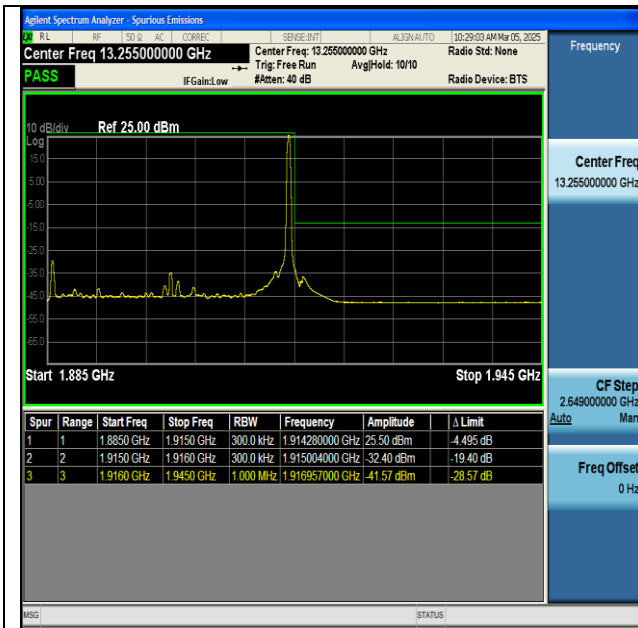 Agilent Spectrum Analyzer - Spurious Emissions
RL RF 50 Ω AC CORREC SENSE:INT ALIGN AUTO 10:29:03 AM Mar 05, 2025
Center Freq 13.255000000 GHz
Center Freq: 13.255000000 GHz
Radio Std: None
Trig: Free Run Avg|Hold: 10/10
PASS
IFGain:Low
#Atten: 40 dB
Radio Device: BTS
10 dB/div Ref 25.00 dBm
Log
15.0
5.00
-5.00
-15.0
-25.0
-35.0
-45.0
-55.0
-65.0
Start 1.885 GHz Stop 1.945 GHz
Spur Range Start Freq Stop Freq RBW Frequency Amplitude Δ Limit
1 1 1.8850 GHz 1.9150 GHz 300.0 kHz 1.914280000 GHz 25.50 dBm -4.495 dB
2 2 1.9150 GHz 1.9160 GHz 300.0 kHz 1.915004000 GHz -32.40 dBm -19.40 dB
3 3 1.9160 GHz 1.9450 GHz 1.000 MHz 1.916957000 GHz -41.57 dBm -28.57 dB
MSG STATUS
Frequency
Center Freq
13.255000000 GHz
CF Step
2.649000000 GHz
Auto Man
Freq Offset
0 Hz